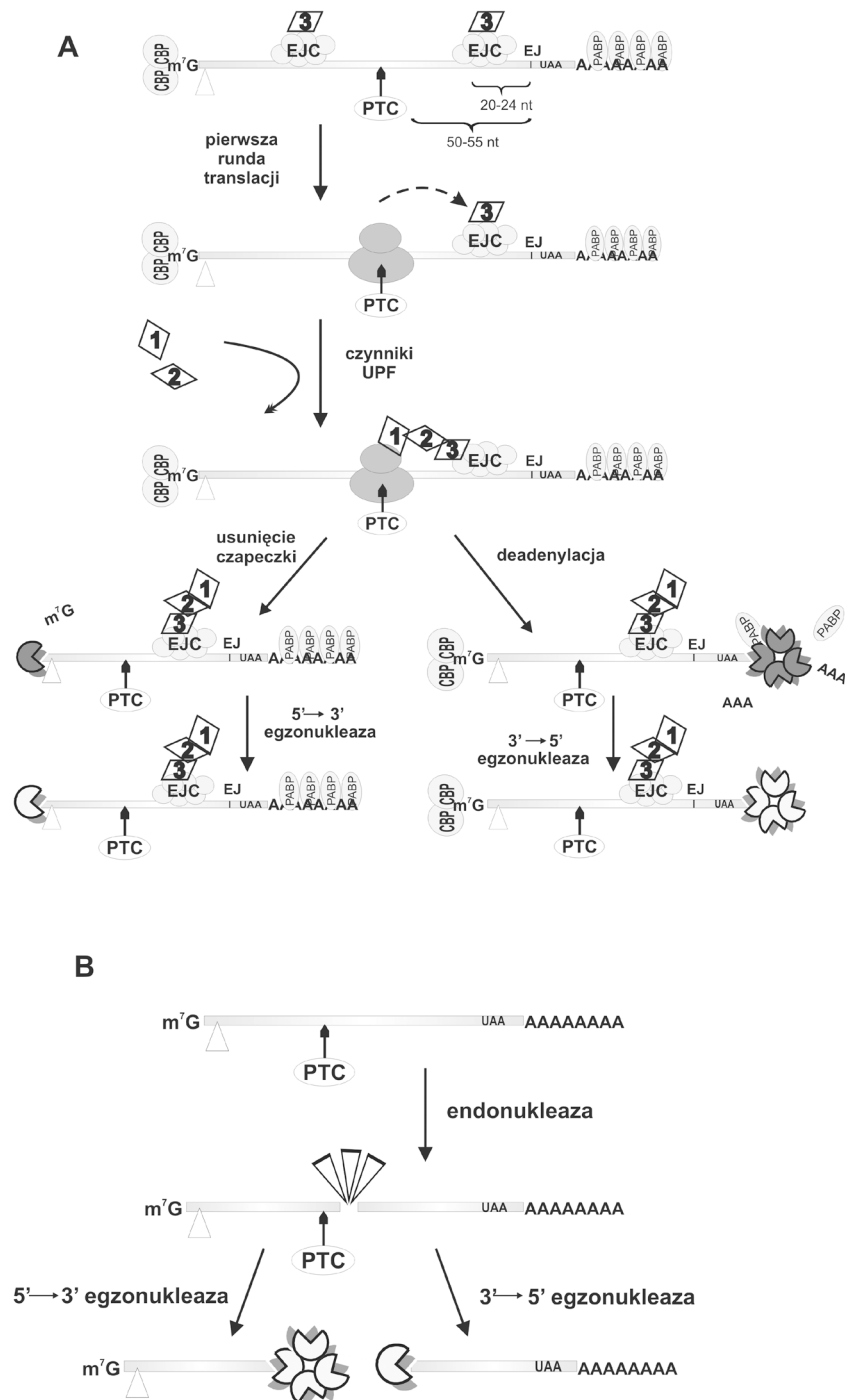 A
3 3
EJC EJC EJ
CBP CBP m⁷G UAA AAAAAAAAA PABP PABP PABP PABP
PTC
20-24 nt
50-55 nt
pierwsza
runda
translacji
3
EJC EJ
CBP CBP m⁷G UAA AAAAAAAA PABP PABP PABP PABP
PTC
1
2
czynniki
UPF
1 2 3
EJC EJ
CBP CBP m⁷G UAA AAAAAAAA PABP PABP PABP PABP
PTC
usunięcie
czapeczki
deadenylacja
m⁷G
1
2
3
EJC EJ
UAA AAAAAAAAA PABP PABP PABP PABP
PTC
1
2
3
EJC EJ
CBP CBP m⁷G UAA PABP PABP
AAA
AAA
PTC
5’→ 3’
egzonukleaza
3’ → 5’
egzonukleaza
1
2
3
EJC EJ
UAA AAAAAAAAA PABP PABP PABP PABP
PTC
1
2
3
EJC EJ
CBP CBP m⁷G UAA
PTC
B
m⁷G UAA AAAAAAAA
PTC
endonukleaza
m⁷G UAA AAAAAAAA
PTC
5’→ 3’ egzonukleaza
3’→ 5’ egzonukleaza
m⁷G UAA AAAAAAAA